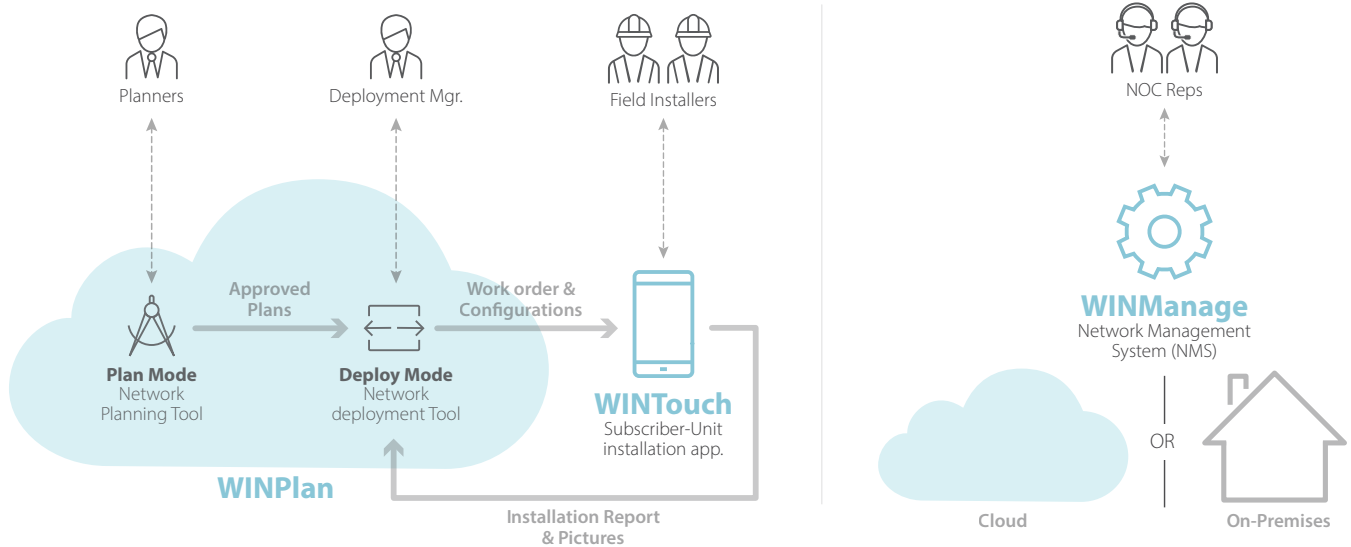 Planners
Deployment Mgr.
Field Installers
NOC Reps
Approved
Plans
Work order &
Configurations
Plan Mode
Network
Planning Tool
Deploy Mode
Network
deployment Tool
WINTouch
Subscriber-Unit
installation app.
WINPlan
Installation Report
& Pictures
WINManage
Network Management
System (NMS)
OR
Cloud
On-Premises